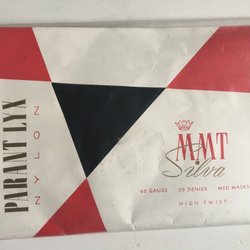 PARANT LYX
NYLON
MMT
Silva
60 GAUGE 20 DENIER MED MASKS
HIGH TWIST